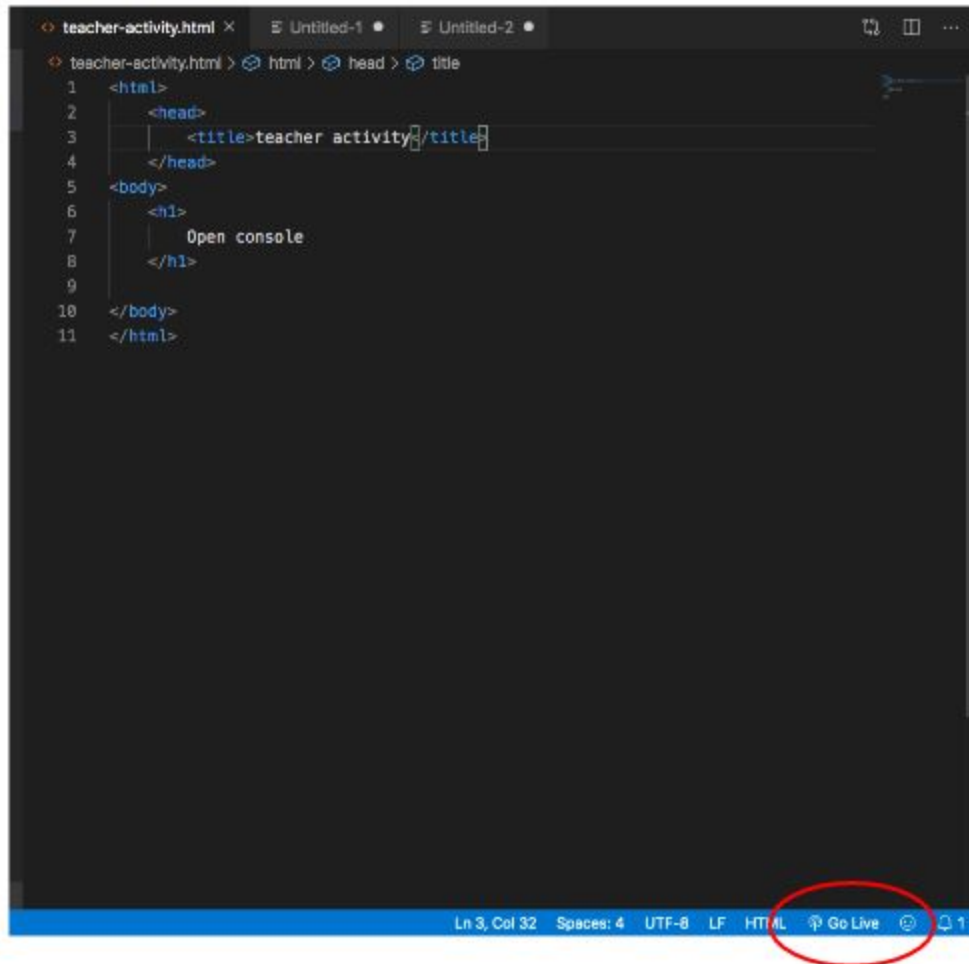 teacher-activity.html × Untitled-1 ● Untitled-2 ● ...
teacher-activity.html > html > head > title
1 <html>
2 <head>
3 <title>teacher activity</title>
4 </head>
5 <body>
6 <h1>
7 Open console
8 </h1>
9
10 </body>
11 </html>
Ln 3, Col 32 Spaces: 4 UTF-8 LF HTML Go Live 1